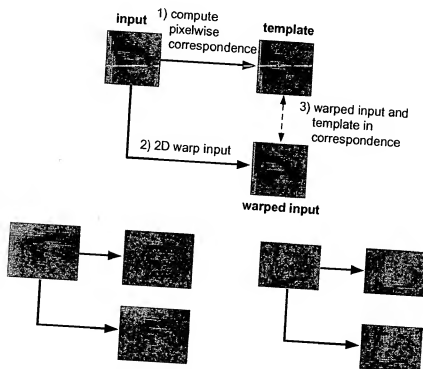 input
template
1) compute
pixelwise
correspondence
3) warped input and
template in
correspondence
2) 2D warp input
warped input